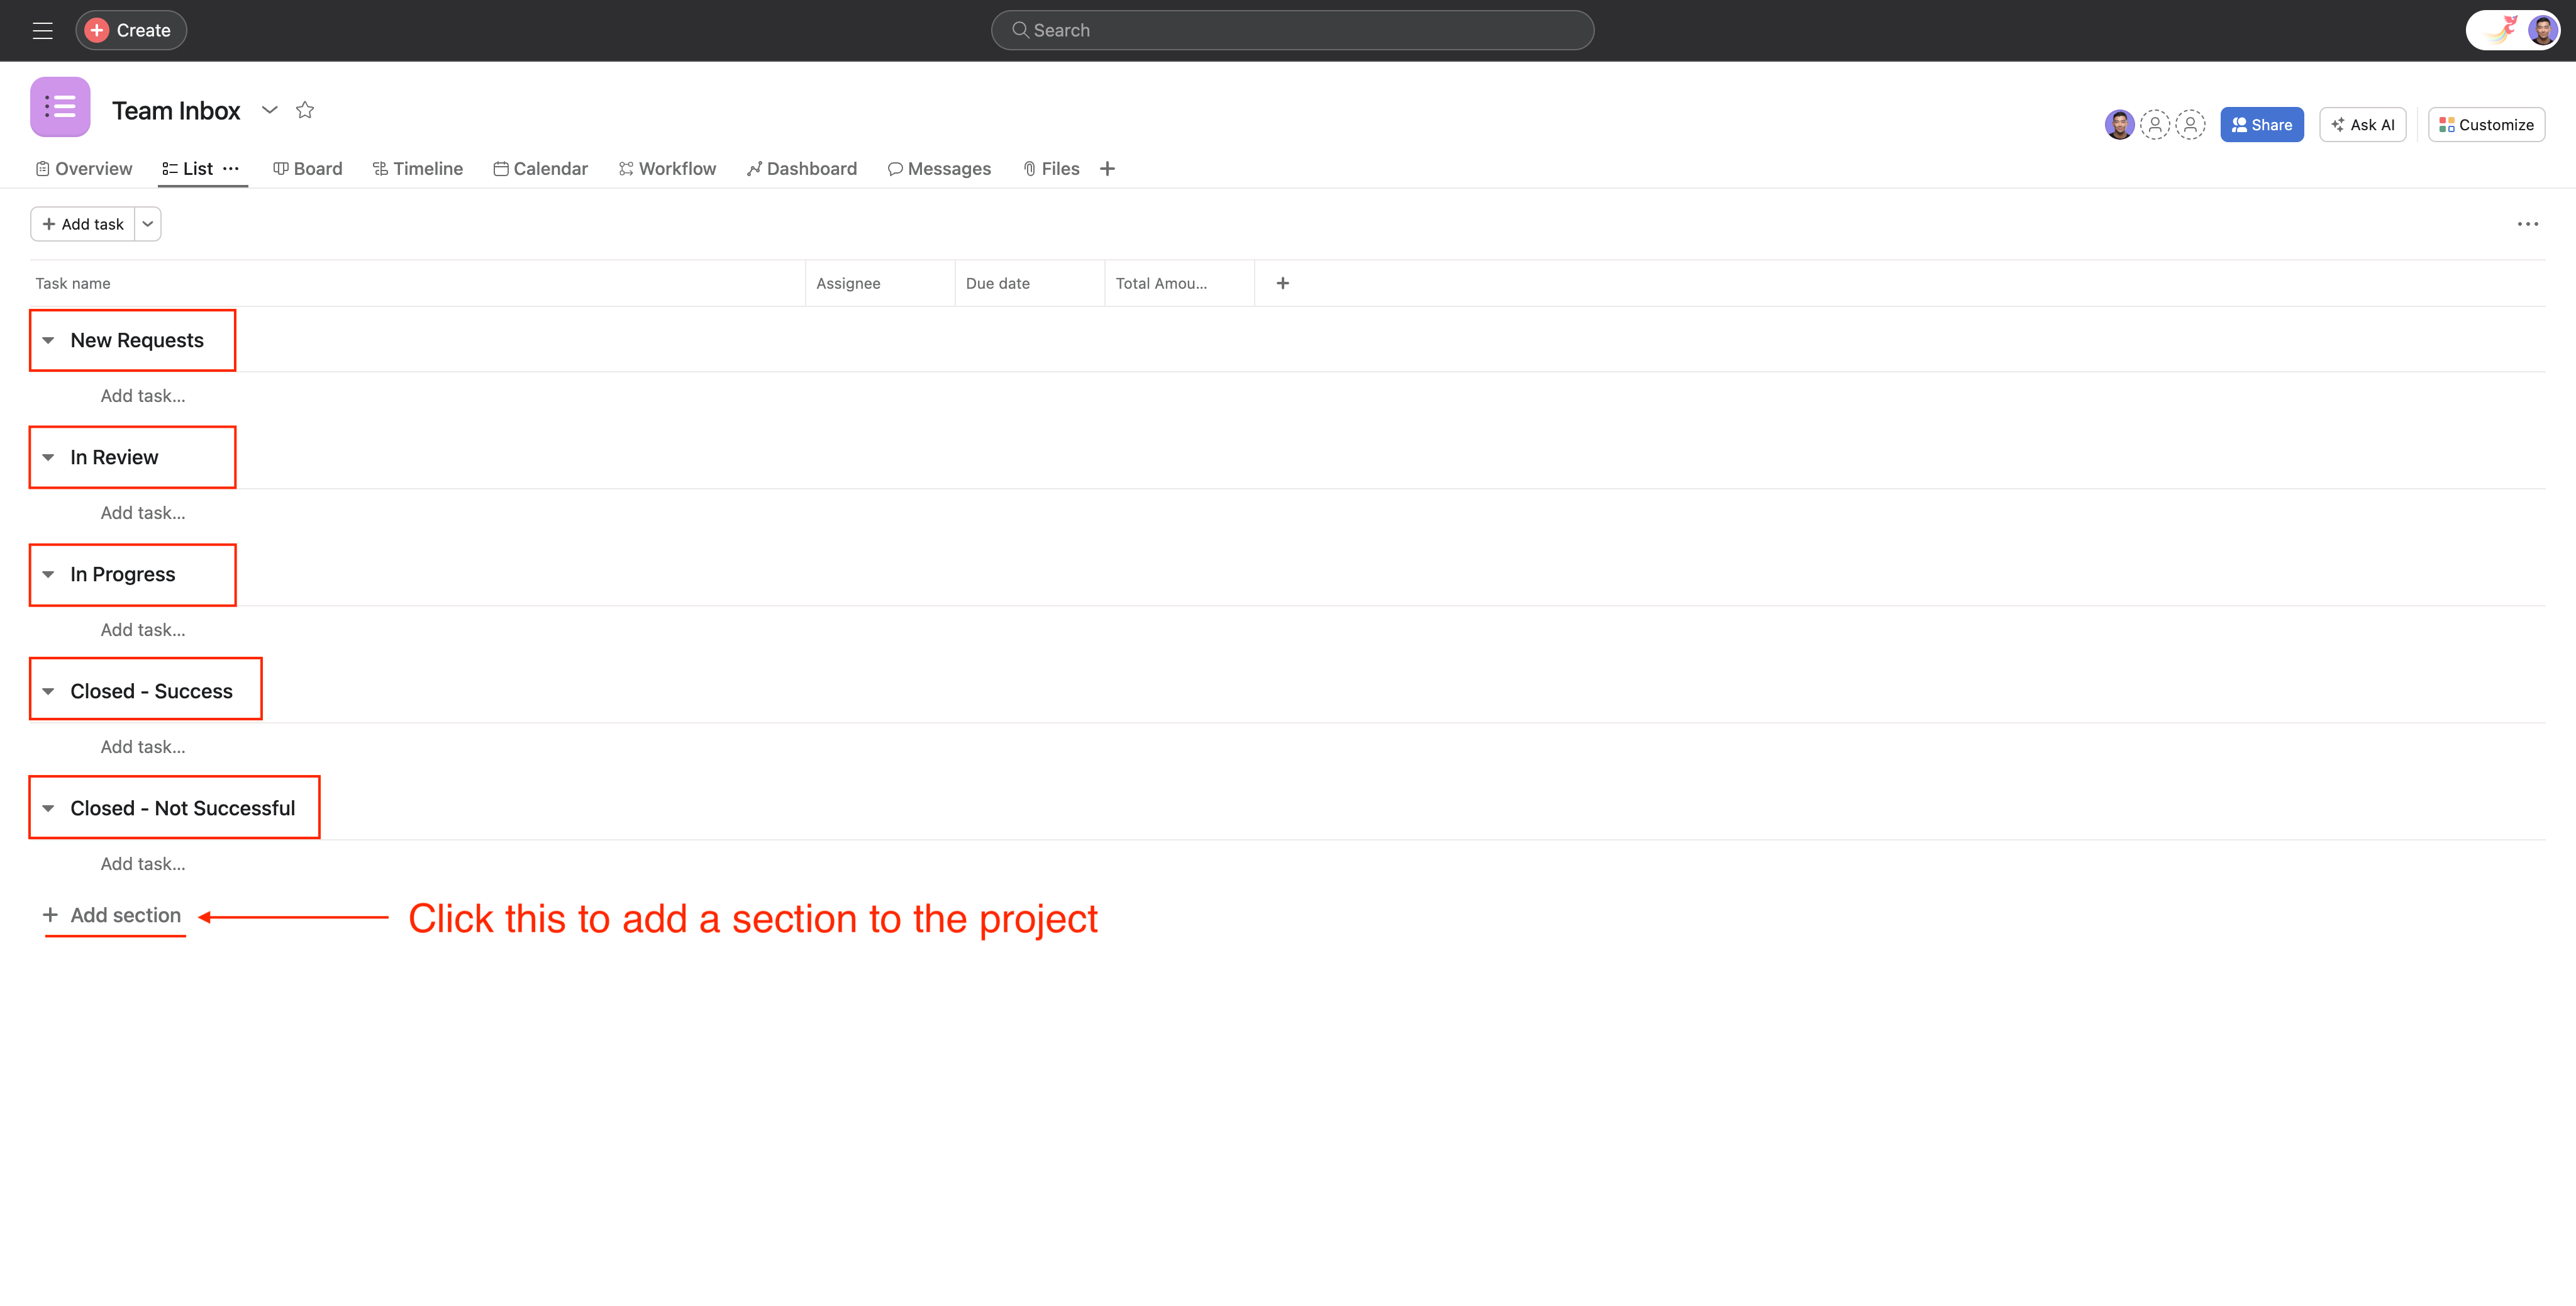 Create
Search
Team Inbox
Share
Ask AI
Customize
Overview
List
Board
Timeline
Calendar
Workflow
Dashboard
Messages
Files
Add task
Task name
Assignee
Due date
Total Amou...
New Requests
Add task...
In Review
Add task...
In Progress
Add task...
Closed - Success
Add task...
Closed - Not Successful
Add task...
Add section
Click this to add a section to the project